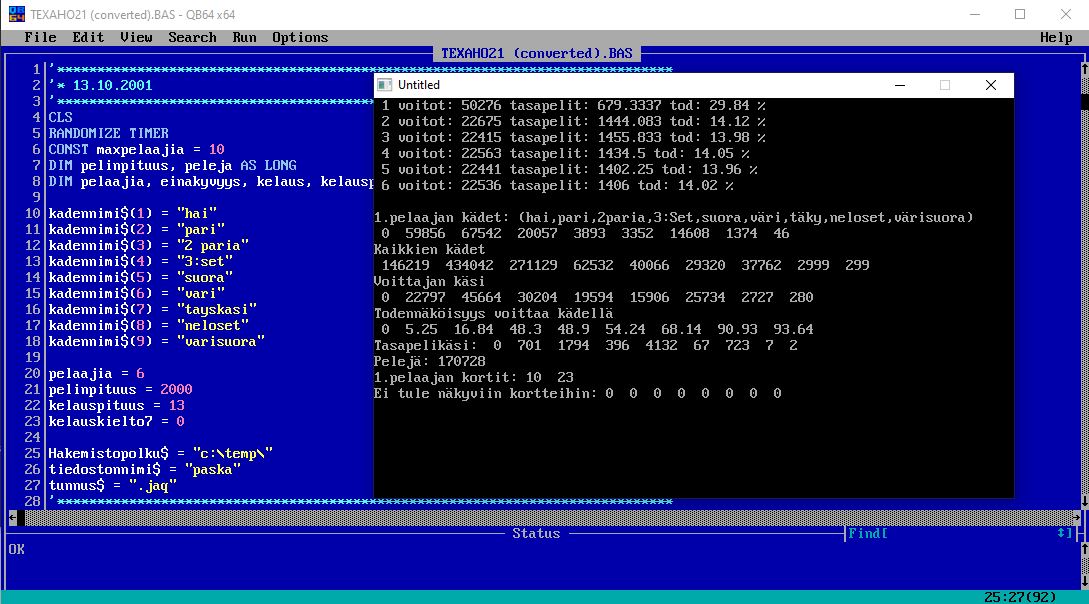 TEXAHO21 (converted).BAS - QB64 x64
File Edit View Search Run Options Help
TEXAHO21 (converted).BAS
1 '*****************************************************************************
2 '* 13.10.2001
3 '****************************************
4 CLS
5 RANDOMIZE TIMER
6 CONST maxpelaajia = 10
7 DIM pelinpituus, peleja AS LONG
8 DIM pelaajia, einakyvyys, kelaus, kelausp
9
10 kadennimi$(1) = "hai"
11 kadennimi$(2) = "pari"
12 kadennimi$(3) = "2 paria"
13 kadennimi$(4) = "3:set"
14 kadennimi$(5) = "suora"
15 kadennimi$(6) = "vari"
16 kadennimi$(7) = "tayskasi"
17 kadennimi$(8) = "neloset"
18 kadennimi$(9) = "varisuora"
19
20 pelaajia = 6
21 pelinpituus = 2000
22 kelauspituus = 13
23 kelauskielto7 = 0
24
25 Hakemistopolku$ = "c:\temp\"
26 tiedostonnimi$ = "paska"
27 tunnus$ = ".jaq"
28 '*****************************************************************************
Untitled
1 voitot: 50276 tasapelit: 679.3337 tod: 29.84 %
2 voitot: 22675 tasapelit: 1444.083 tod: 14.12 %
3 voitot: 22415 tasapelit: 1455.833 tod: 13.98 %
4 voitot: 22563 tasapelit: 1434.5 tod: 14.05 %
5 voitot: 22441 tasapelit: 1402.25 tod: 13.96 %
6 voitot: 22536 tasapelit: 1406 tod: 14.02 %
1.pelaajan kädet: (hai,pari,2paria,3:Set,suora,väri,täky,neloset,värisuora)
0 59856 67542 20057 3893 3352 14608 1374 46
Kaikkien kädet
146219 434042 271129 62532 40066 29320 37762 2999 299
Voittajan käsi
0 22797 45664 30204 19594 15906 25734 2727 280
Todennäköisyys voittaa kädellä
0 5.25 16.84 48.3 48.9 54.24 68.14 90.93 93.64
Tasapelikäsi: 0 701 1794 396 4132 67 723 7 2
Pelejä: 170728
1.pelaajan kortit: 10 23
Ei tule näkyviin kortteihin: 0 0 0 0 0 0 0 0
Status
Find[ ↕]
OK
25:27(92)